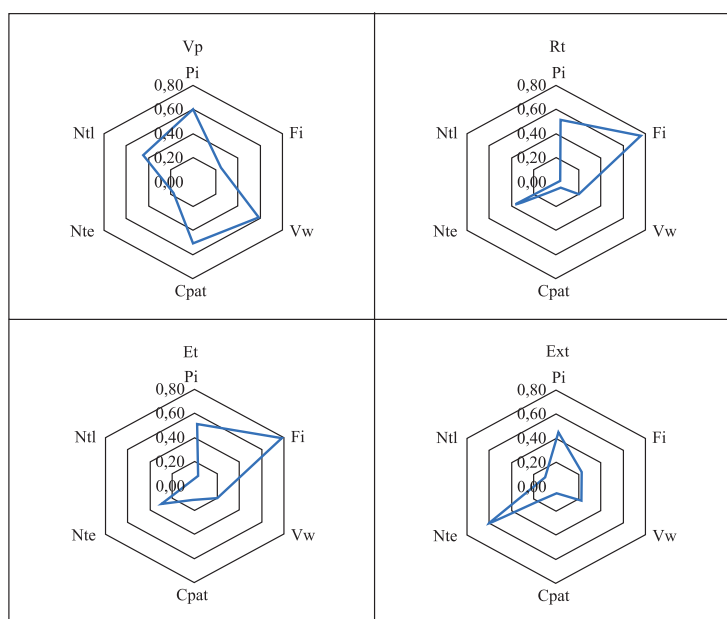 Vp
Pi
0,80
0,60
0,40
0,20
0,00
Ntl
Fi
Nte
Vw
Cpat
Rt
Pi
0,80
0,60
0,40
0,20
0,00
Ntl
Fi
Nte
Vw
Cpat
Et
Pi
0,80
0,60
0,40
0,20
0,00
Ntl
Fi
Nte
Vw
Cpat
Ext
Pi
0,80
0,60
0,40
0,20
0,00
Ntl
Fi
Nte
Vw
Cpat